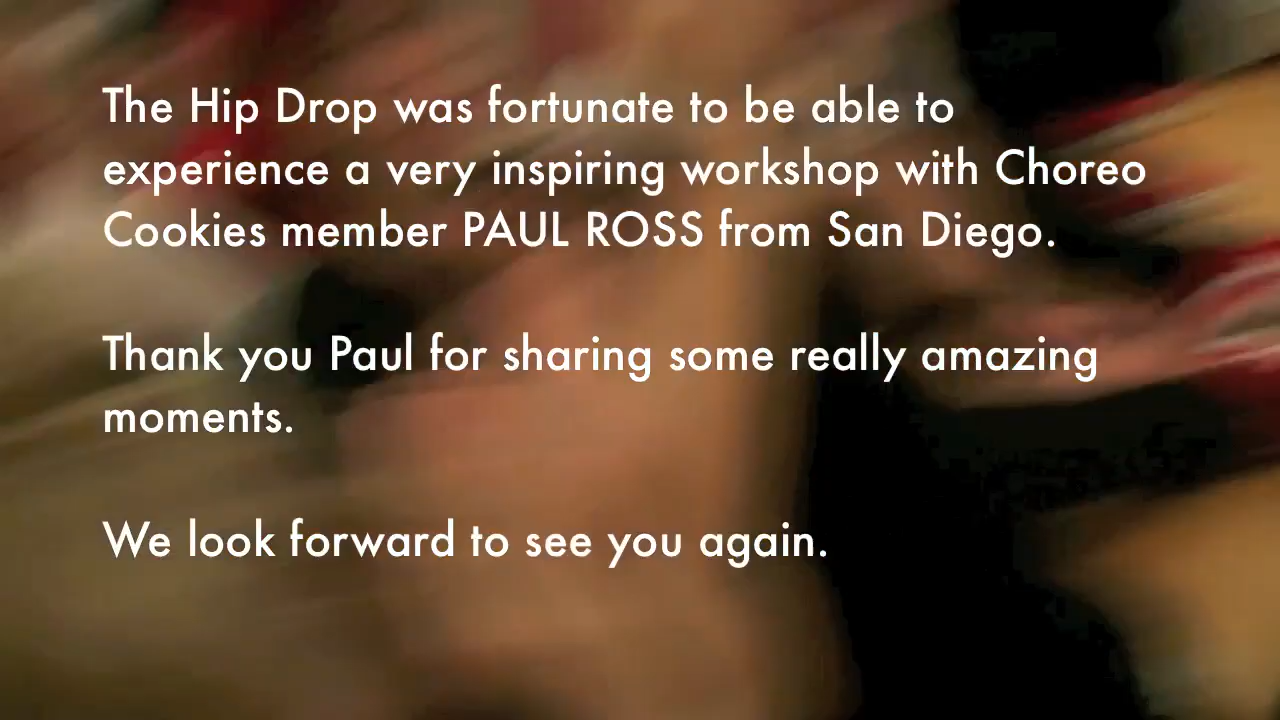 The Hip Drop was fortunate to be able to
experience a very inspiring workshop with Choreo
Cookies member PAUL ROSS from San Diego.
Thank you Paul for sharing some really amazing
moments.
We look forward to see you again.